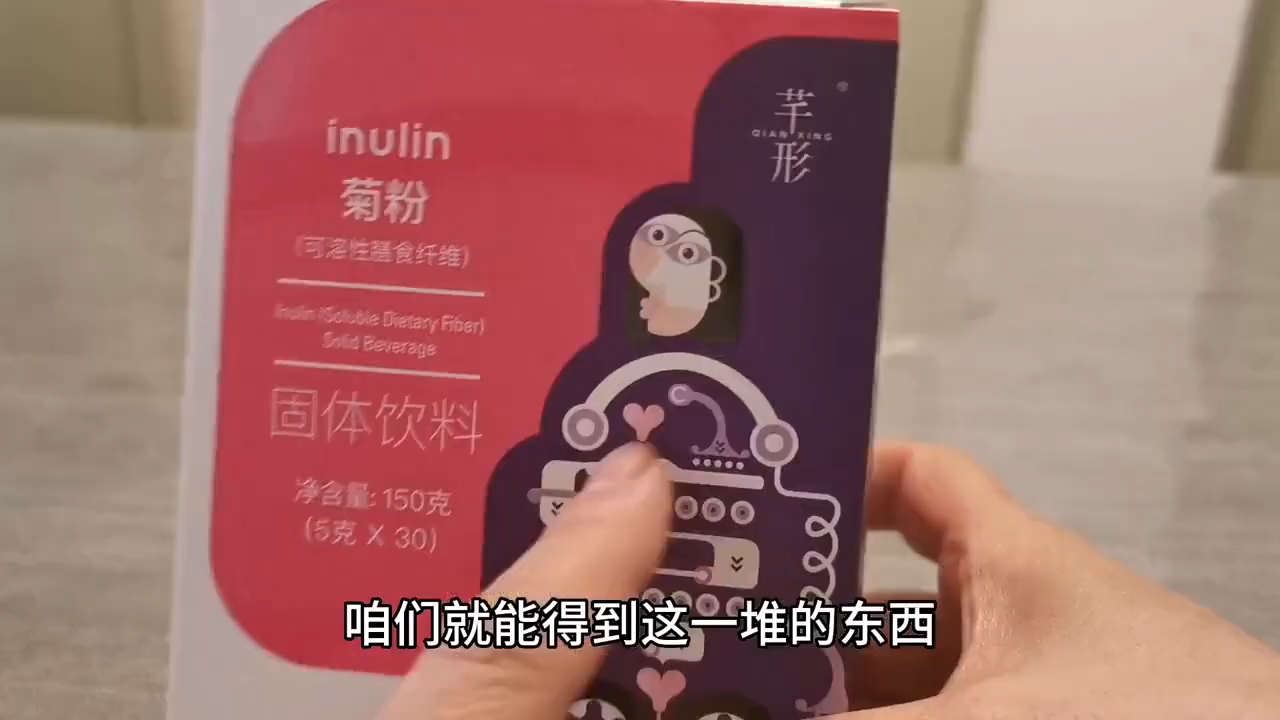 inulin
菊粉
(可溶性膳食纤维)
Inulin (Soluble Dietary Fiber)
Solid Beverage
固体饮料
净含量: 150克
(5克 X 30)
芊
QIAN XING
形
®
咱们就能得到这一堆的东西